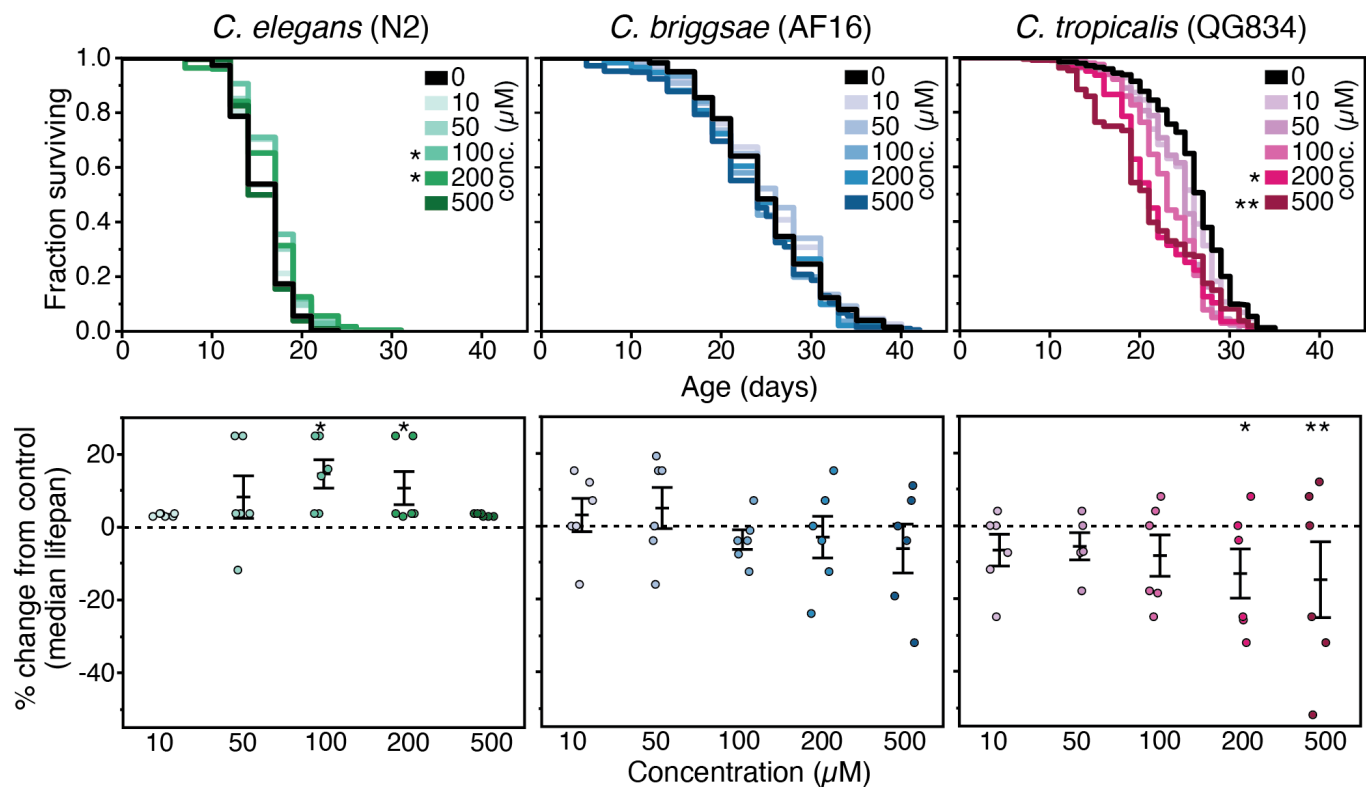 C. elegans (N2)
C. briggsae (AF16)
C. tropicalis (QG834)
Fraction surviving
1.0
0.8
0.6
0.4
0.2
0.0
0
10
50
100
200
500
conc. (µM)
*
*
0
10
50
100
200
500
conc. (µM)
0
10
50
100
200
500
conc. (µM)
*
**
0 10 20 30 40
0 10 20 30 40
0 10 20 30 40
Age (days)
% change from control
(median lifepan)
20
0
-20
-40
* *
* **
10 50 100 200 500
10 50 100 200 500
10 50 100 200 500
Concentration (µM)